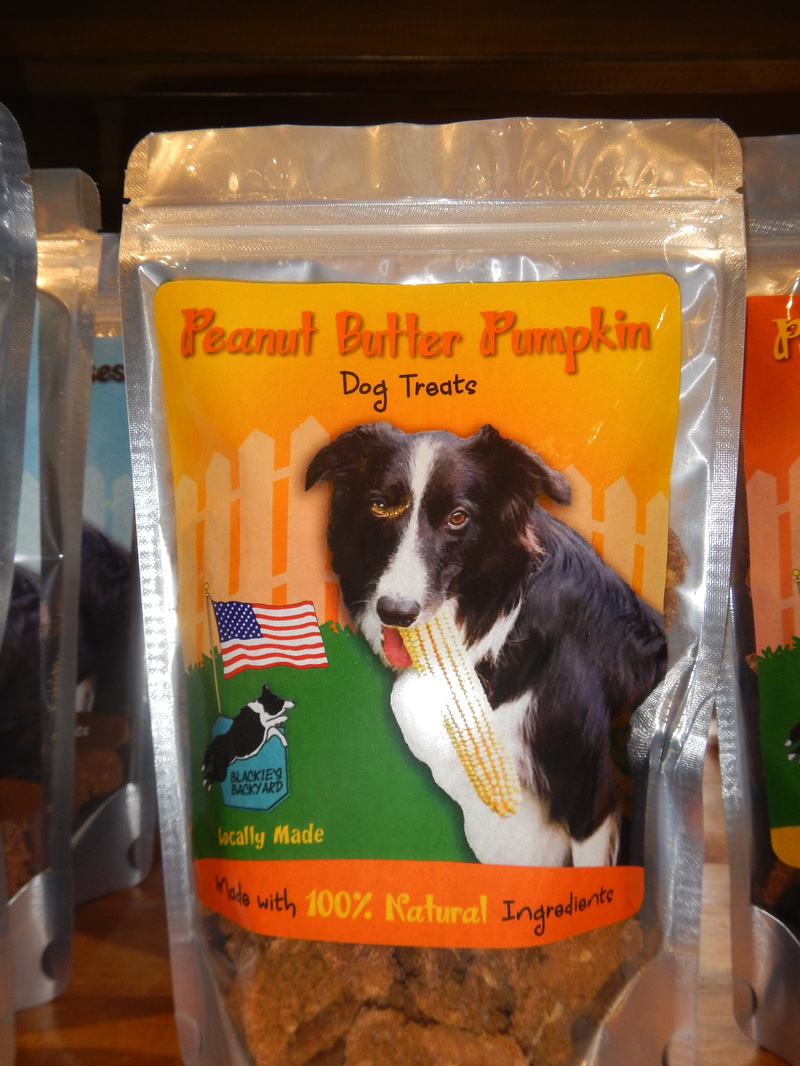 Peanut Butter Pumpkin
Dog Treats
BLACKIE'S
BACKYARD
Locally Made
Made with 100% Natural Ingredients